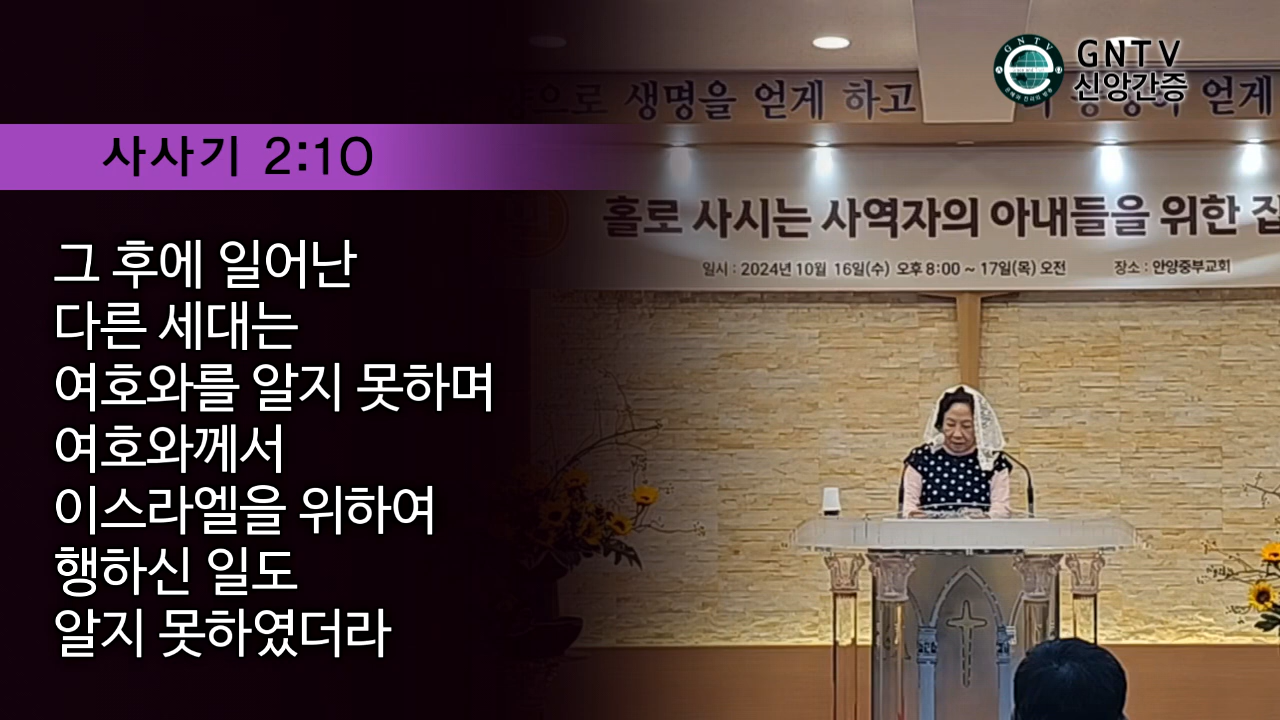 GNTV
신앙간증
으로 생명을 얻게 하고
얻게
사사기 2:10
홀로 사시는 사역자의 아내들을 위한
일시 : 2024년 10월 16일(수) 오후 8:00 ~ 17일(목) 오전 장소 : 안양중부교회
그 후에 일어난
다른 세대는
여호와를 알지 못하며
여호와께서
이스라엘을 위하여
행하신 일도
알지 못하였더라